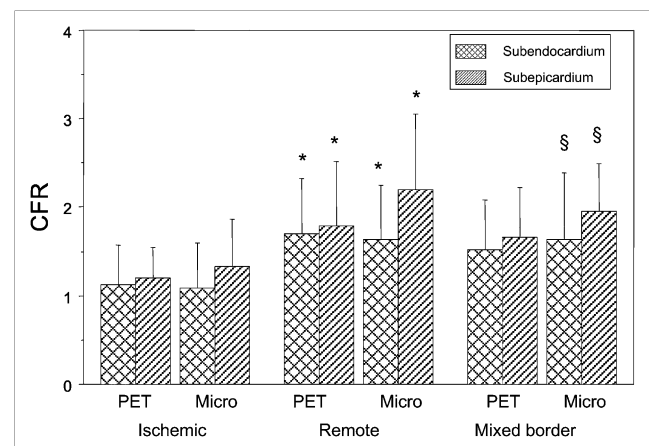 4
Subendocardium
Subepicardium
*
3
* *
* § §
CFR
2
1
0
PET Micro PET Micro PET Micro
Ischemic Remote Mixed border